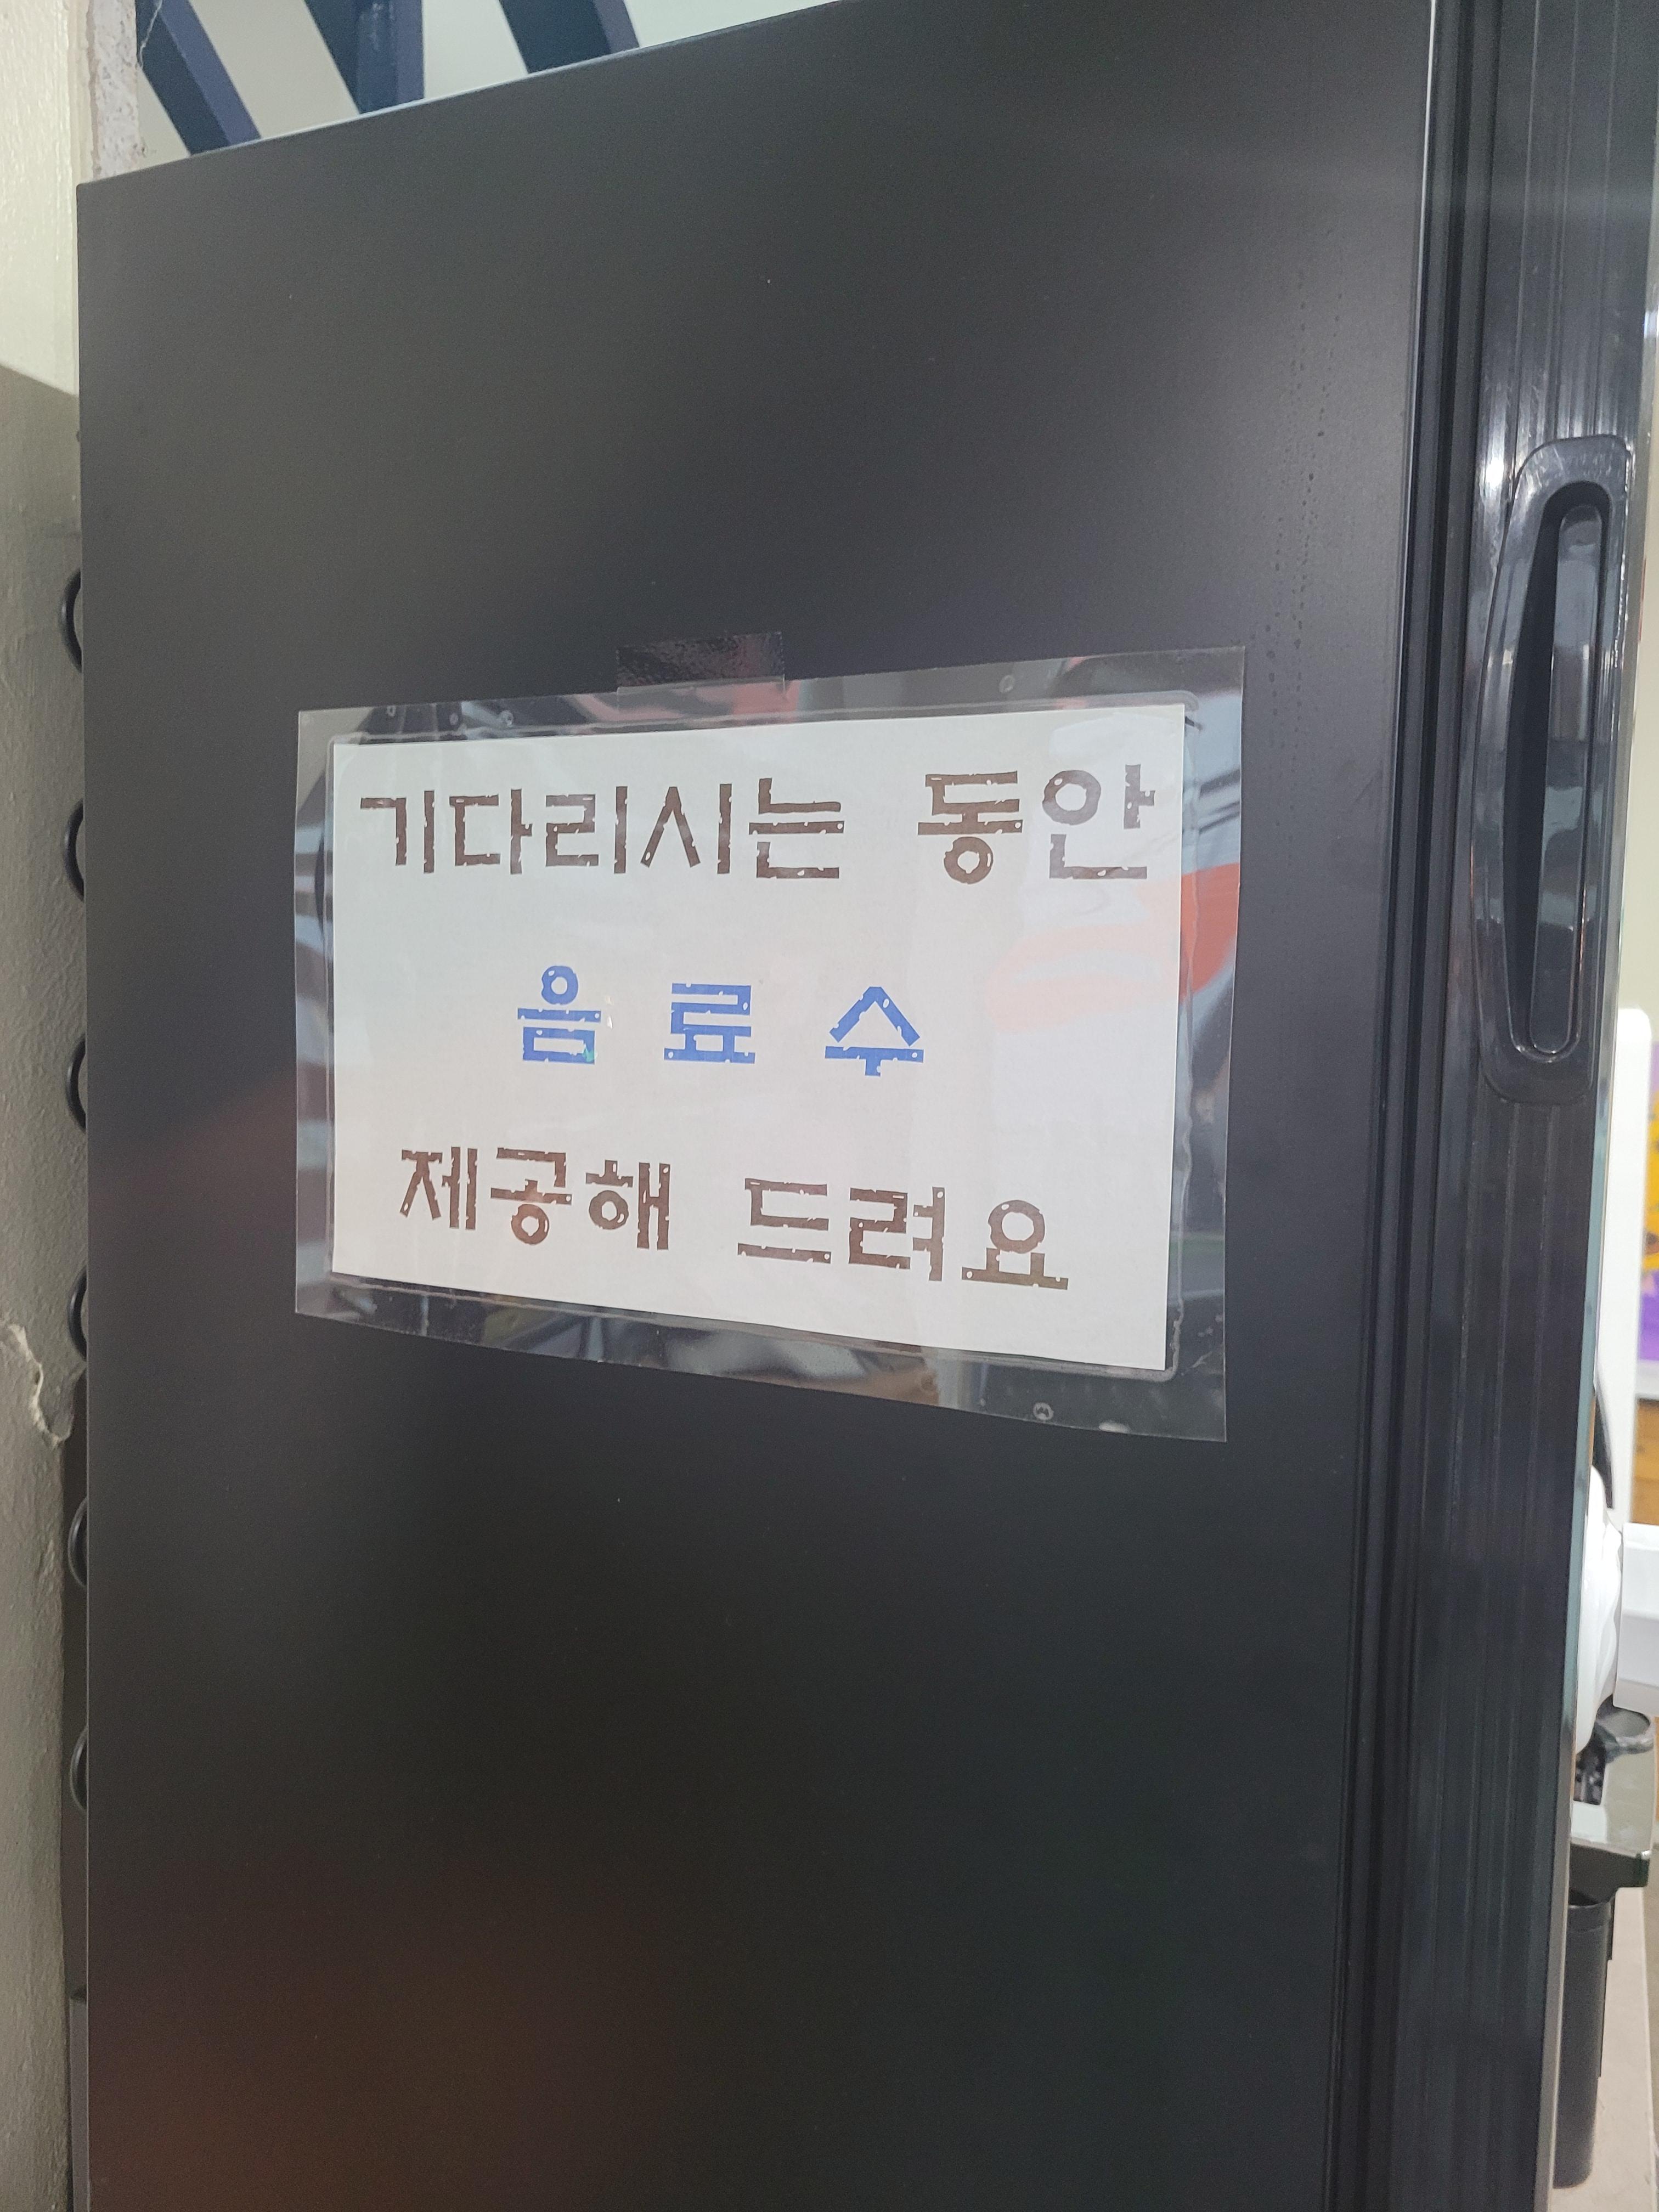 기다리시는 동안
음 료 수
제공해 드려요